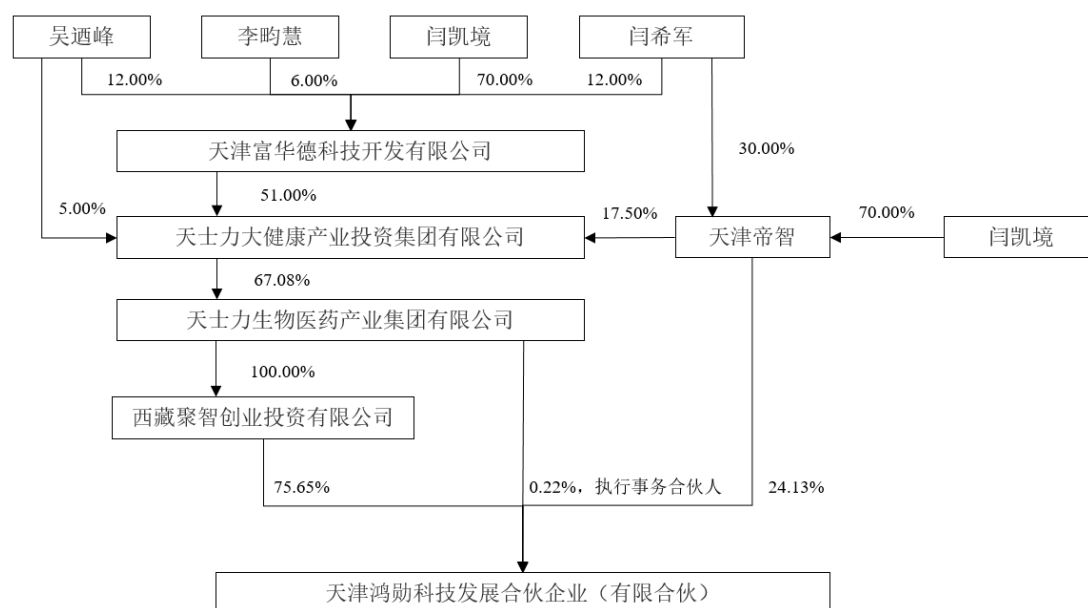 吴迺峰
李畇慧
闫凯境
闫希军
12.00%
6.00%
70.00%
12.00%
天津富华德科技开发有限公司
30.00%
51.00%
5.00%
17.50%
70.00%
天士力大健康产业投资集团有限公司
天津帝智
闫凯境
67.08%
天士力生物医药产业集团有限公司
100.00%
西藏聚智创业投资有限公司
75.65%
0.22%，执行事务合伙人
24.13%
天津鸿勋科技发展合伙企业（有限合伙）